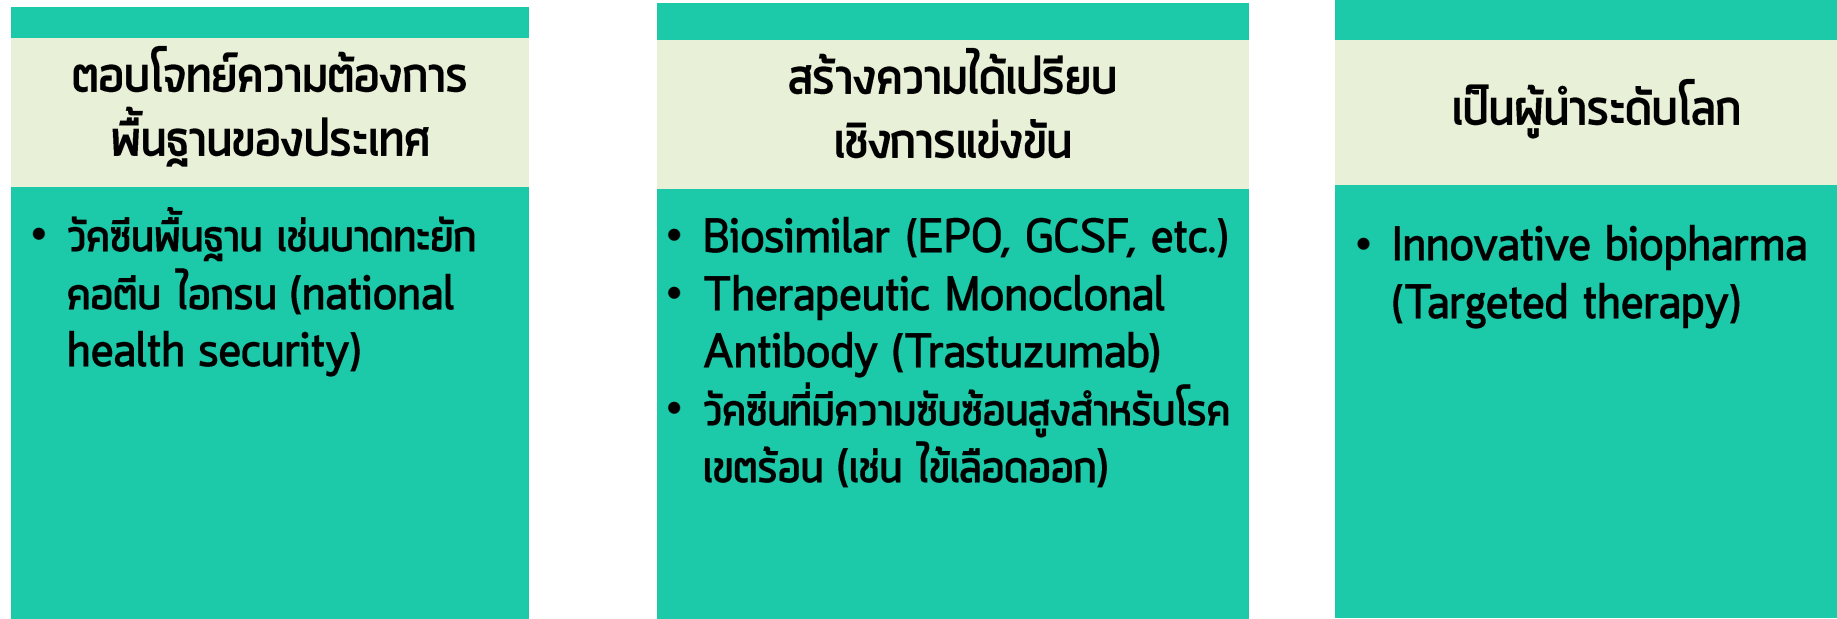 ตอบโจทย์ความต้องการ
พื้นฐานของประเทศ
• วัคซีนพื้นฐาน เช่นบาดทะยัก
คอตีบ ไอกรน (national
health security)
สร้างความได้เปรียบ
เชิงการแข่งขัน
• Biosimilar (EPO, GCSF, etc.)
• Therapeutic Monoclonal
Antibody (Trastuzumab)
• วัคซีนที่มีความซับซ้อนสูงสำหรับโรค
เขตร้อน (เช่น ไข้เลือดออก)
เป็นผู้นำระดับโลก
• Innovative biopharma
(Targeted therapy)